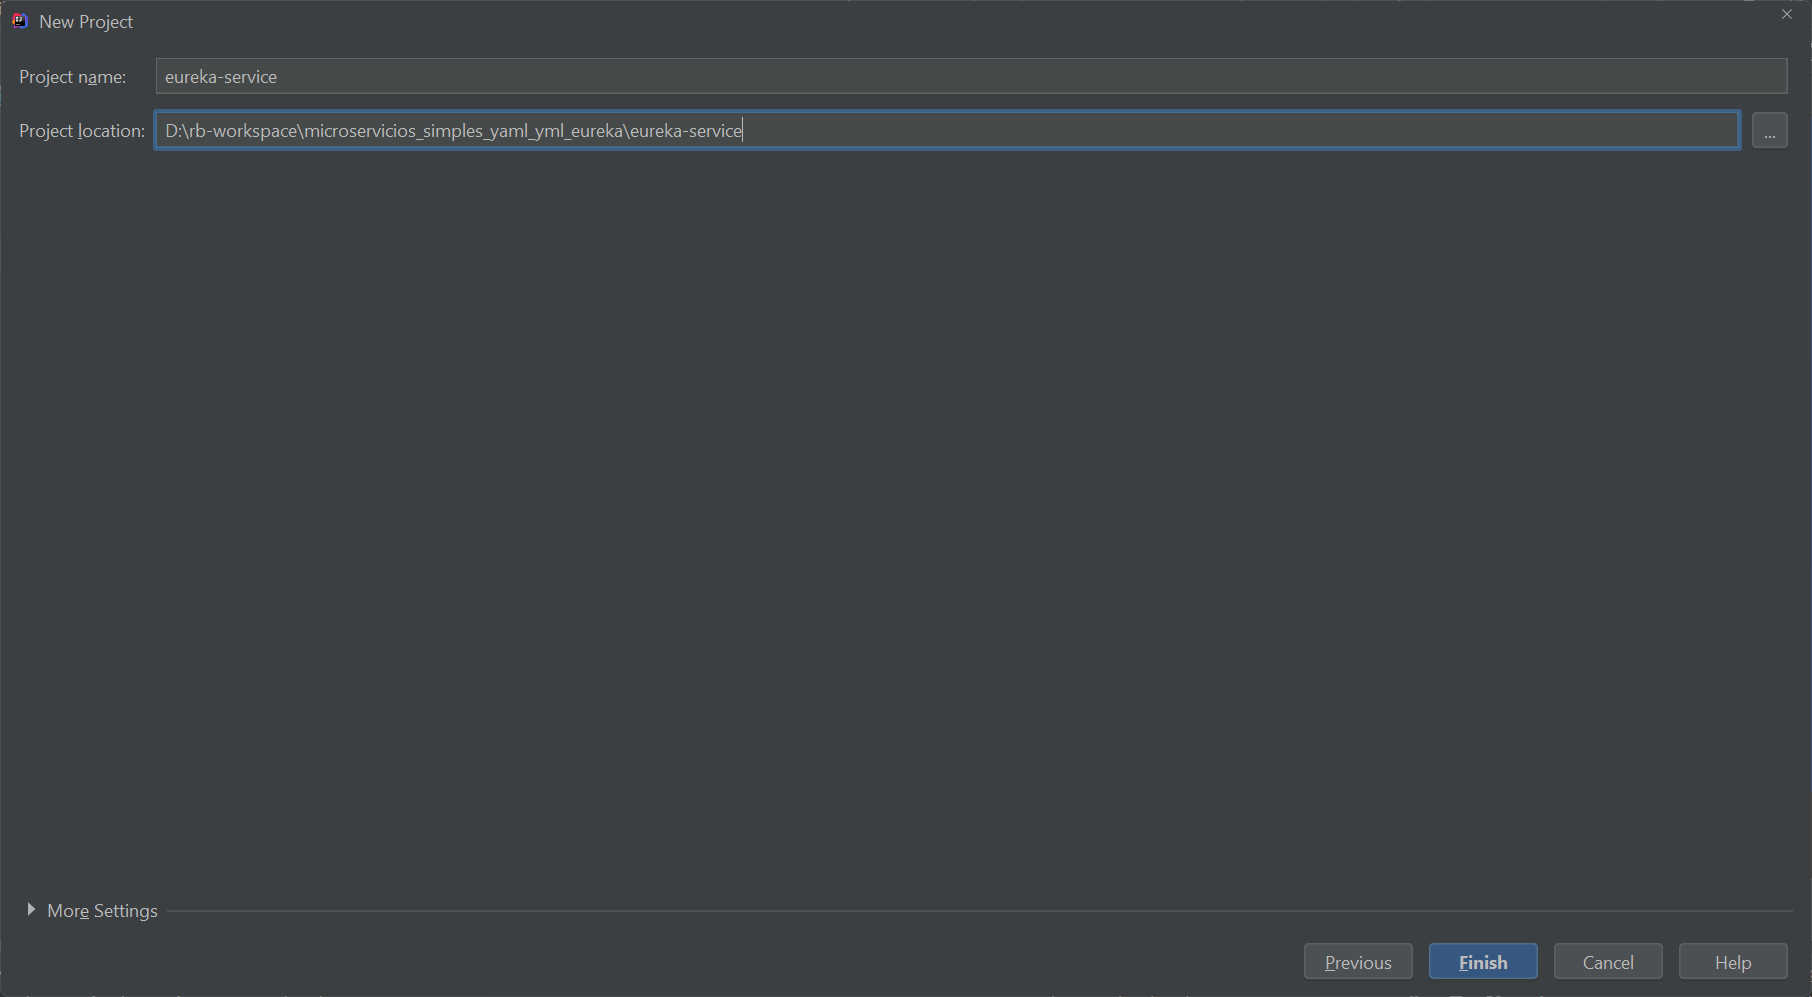 New Project
Project name: eureka-service
Project location: D:\rb-workspace\microservicios_simples_yaml_yml_eureka\eureka-service ...
More Settings
Previous Finish Cancel Help